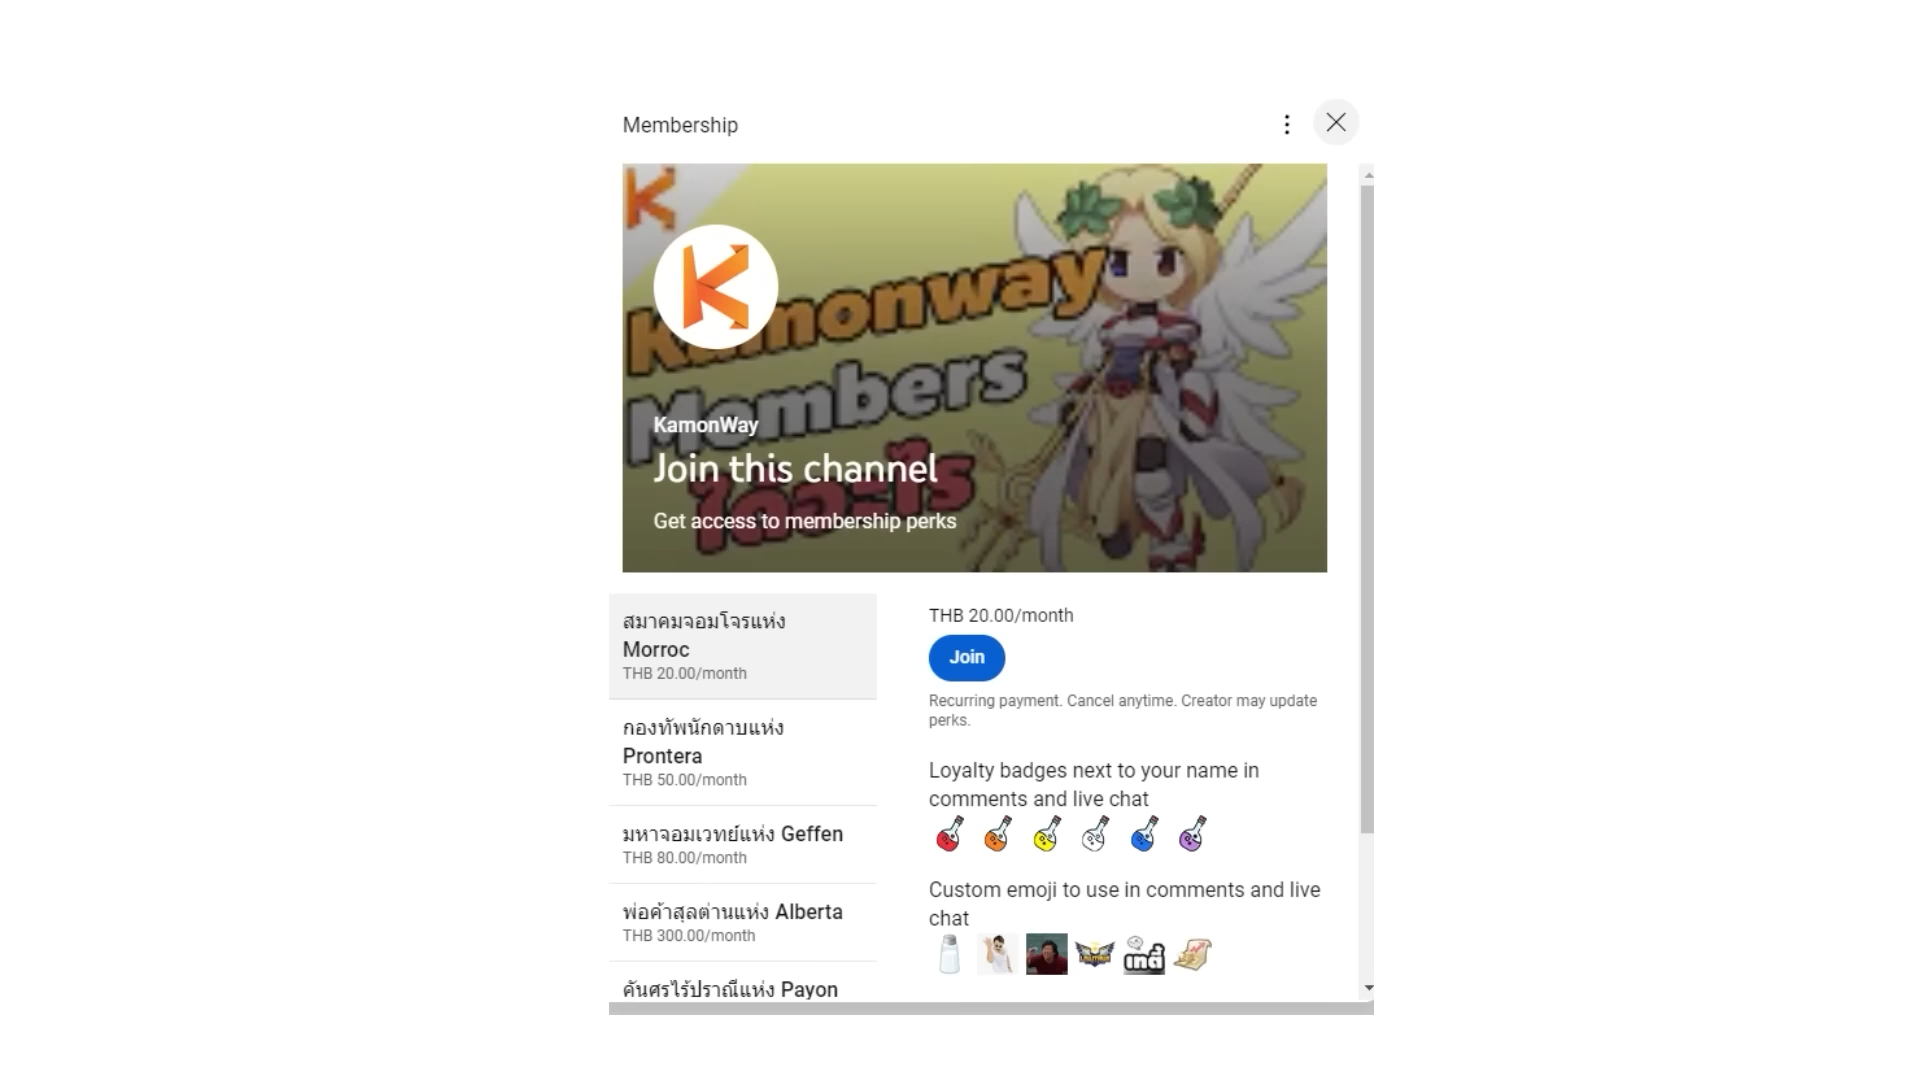 Membership
Kamonway
Members
ได้อะไร
KamonWay
Join this channel
Get access to membership perks
สมาคมจอมโจรแห่ง
Morroc
THB 20.00/month
กองทัพนักดาบแห่ง
Prontera
THB 50.00/month
มหาจอมเวทย์แห่ง Geffen
THB 80.00/month
พ่อค้าสุลต่านแห่ง Alberta
THB 300.00/month
คันศรไร้ปราณีแห่ง Payon
THB 20.00/month
Join
Recurring payment. Cancel anytime. Creator may update
perks.
Loyalty badges next to your name in
comments and live chat
Custom emoji to use in comments and live
chat